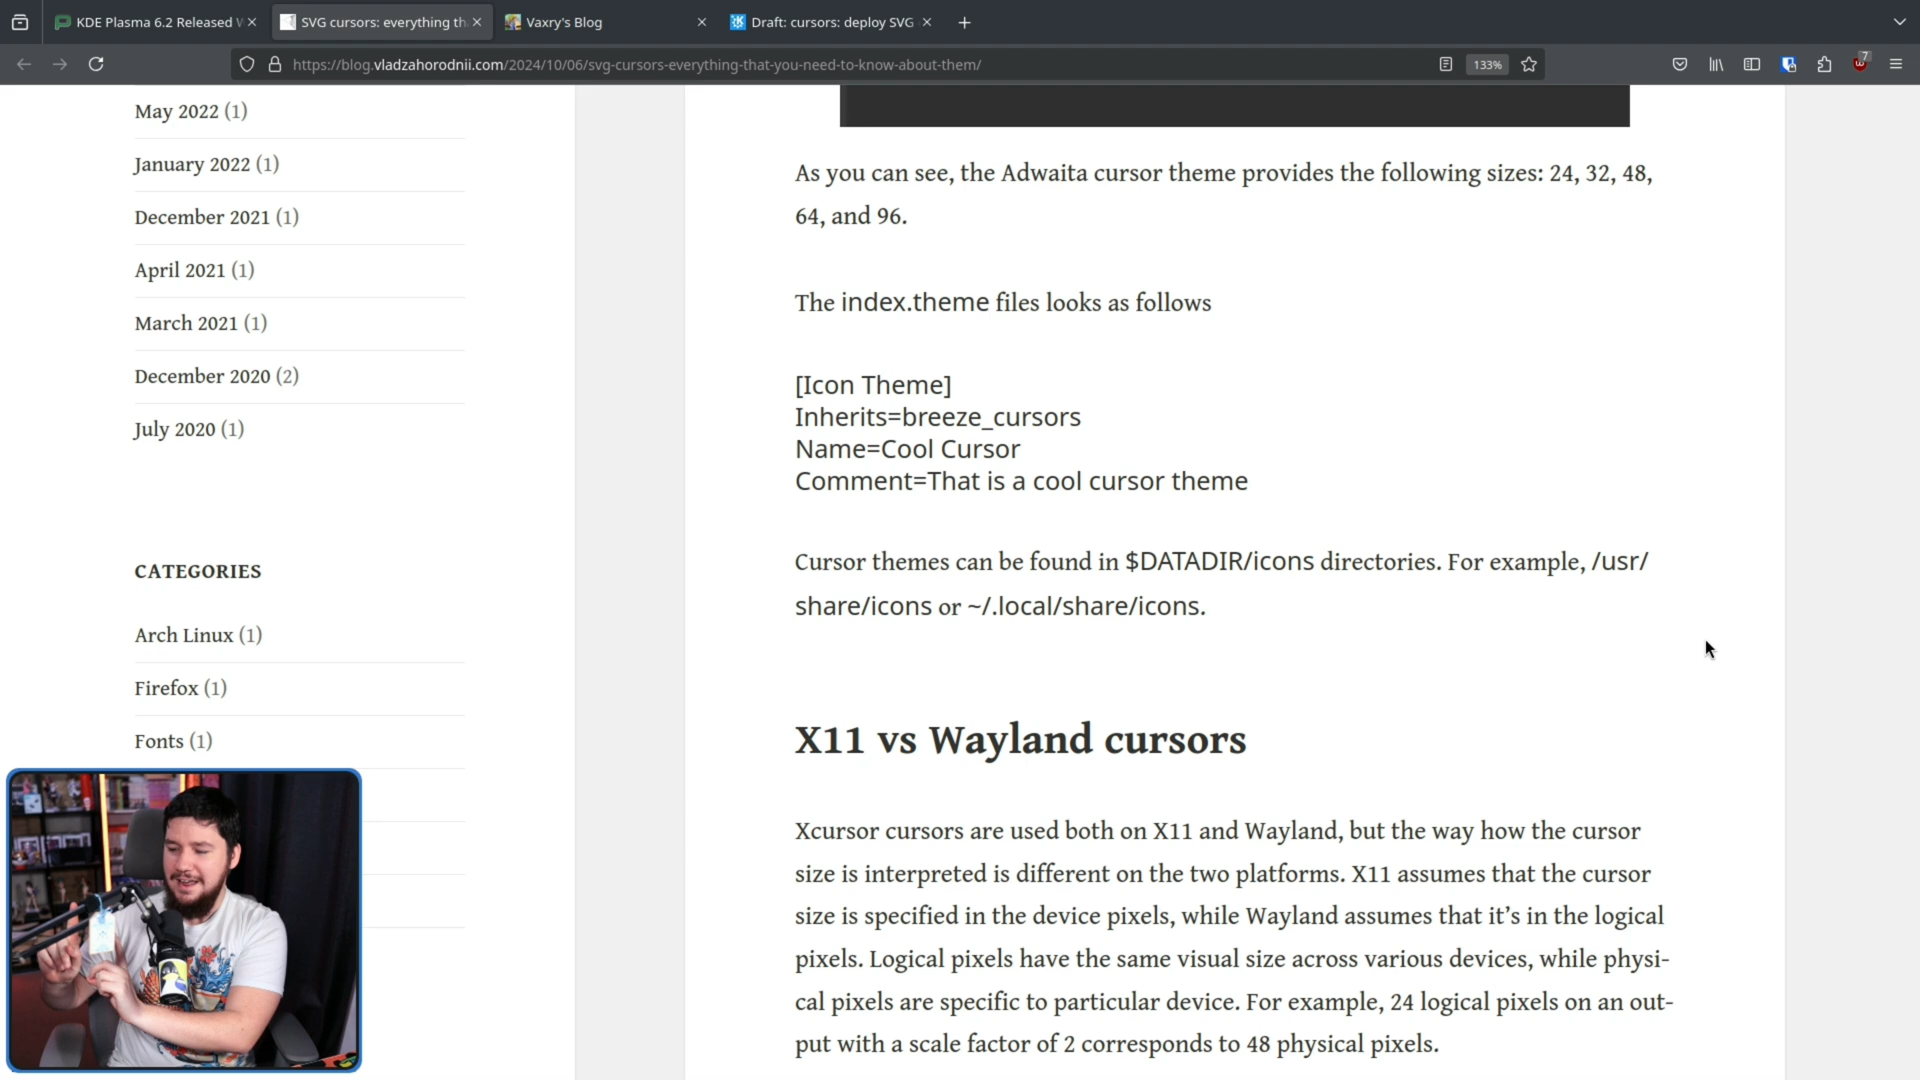 KDE Plasma 6.2 Released
SVG cursors: everything th
Vaxry's Blog
Draft: cursors: deploy SVG
https://blog.vladzahorodnii.com/2024/10/06/svg-cursors-everything-that-you-need-to-know-about-them/
133%
7
May 2022 (1)
January 2022 (1)
December 2021 (1)
April 2021 (1)
March 2021 (1)
December 2020 (2)
July 2020 (1)
CATEGORIES
Arch Linux (1)
Firefox (1)
Fonts (1)
As you can see, the Adwaita cursor theme provides the following sizes: 24, 32, 48,
64, and 96.
The index.theme files looks as follows
[Icon Theme]
Inherits=breeze_cursors
Name=Cool Cursor
Comment=That is a cool cursor theme
Cursor themes can be found in $DATADIR/icons directories. For example, /usr/
share/icons or ~/.local/share/icons.
X11 vs Wayland cursors
Xcursor cursors are used both on X11 and Wayland, but the way how the cursor
size is interpreted is different on the two platforms. X11 assumes that the cursor
size is specified in the device pixels, while Wayland assumes that it’s in the logical
pixels. Logical pixels have the same visual size across various devices, while physi-
cal pixels are specific to particular device. For example, 24 logical pixels on an out-
put with a scale factor of 2 corresponds to 48 physical pixels.